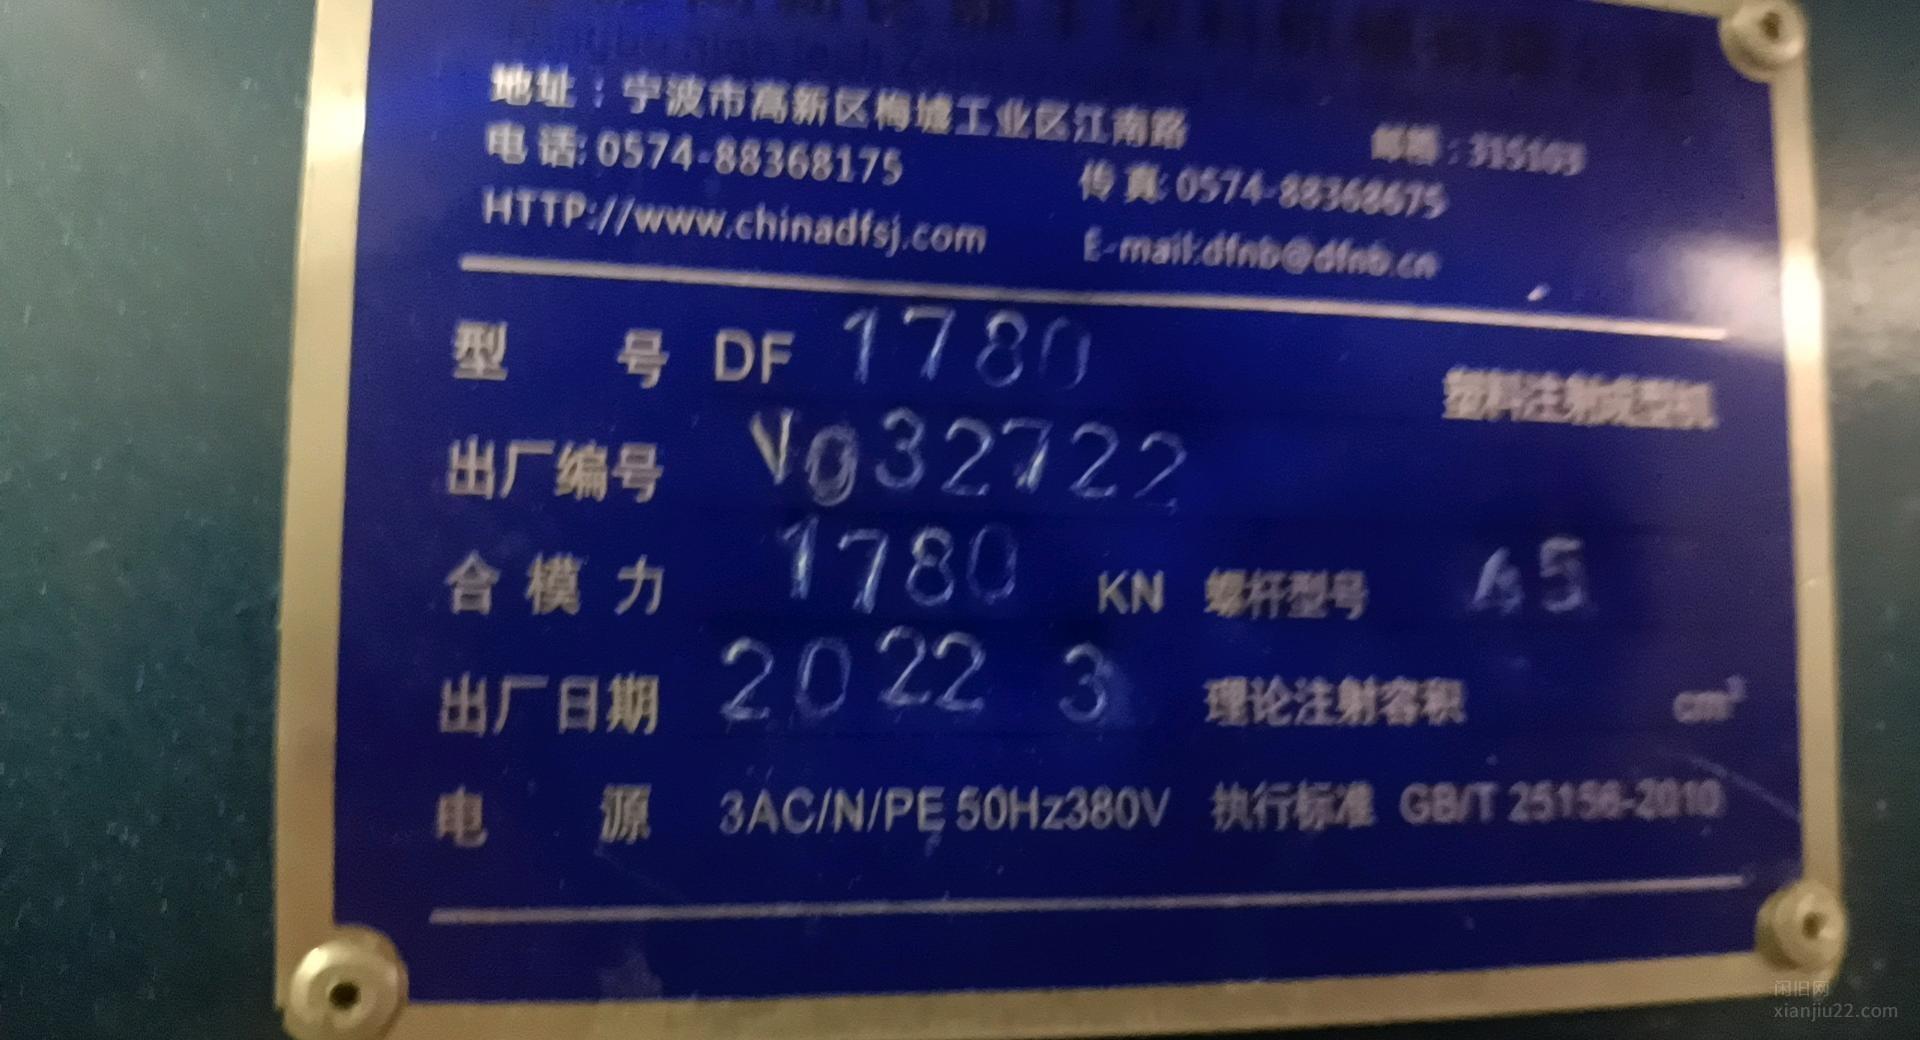 地址：宁波市高新区梅墟工业区江南路 邮编：315103
电话:0574-88368175 传真:0574-88368675
HTTP://www.chinadfsj.com E-mail:dfnb@dfnb.cn
型号 DF 1780 塑料注射成型机
出厂编号 V032722
合模力 1780 KN 螺杆型号 A5
出厂日期 2022 3 理论注射容积 cm³
电源 3AC/N/PE 50Hz380V 执行标准 GB/T 25156-2010
闲旧网
xianjiu22.com